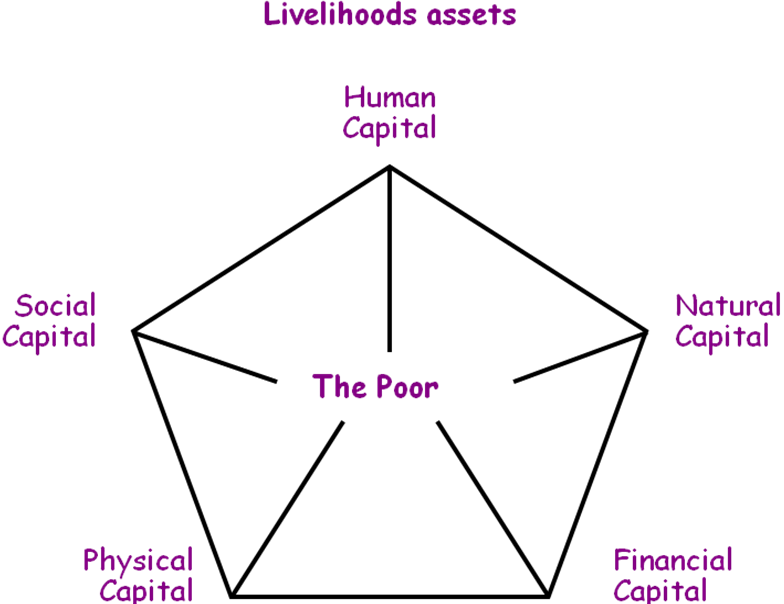 Livelihoods assets
Human
Capital
Social
Capital
Natural
Capital
The Poor
Physical
Capital
Financial
Capital